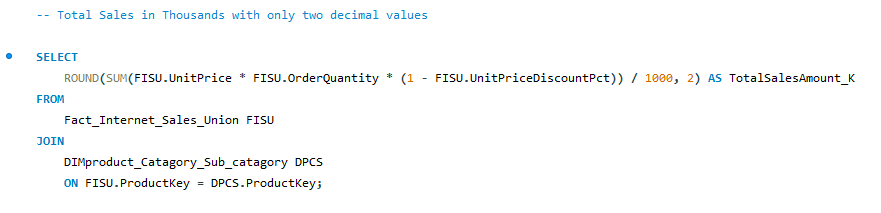 -- Total Sales in Thousands with only two decimal values
SELECT
ROUND(SUM(FISU.UnitPrice * FISU.OrderQuantity * (1 - FISU.UnitPriceDiscountPct)) / 1000, 2) AS TotalSalesAmount_K
FROM
Fact_Internet_Sales_Union FISU
JOIN
DIMproduct_Catagory_Sub_catagory DPCS
ON FISU.ProductKey = DPCS.ProductKey;